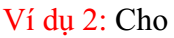 Ví dụ 2: Cho